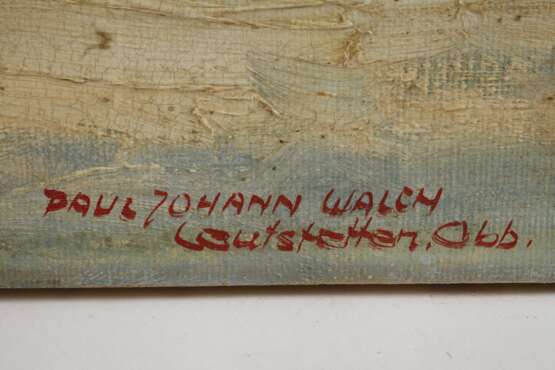 PAUL JOHANN WALCH
Leutstetten. Obb.